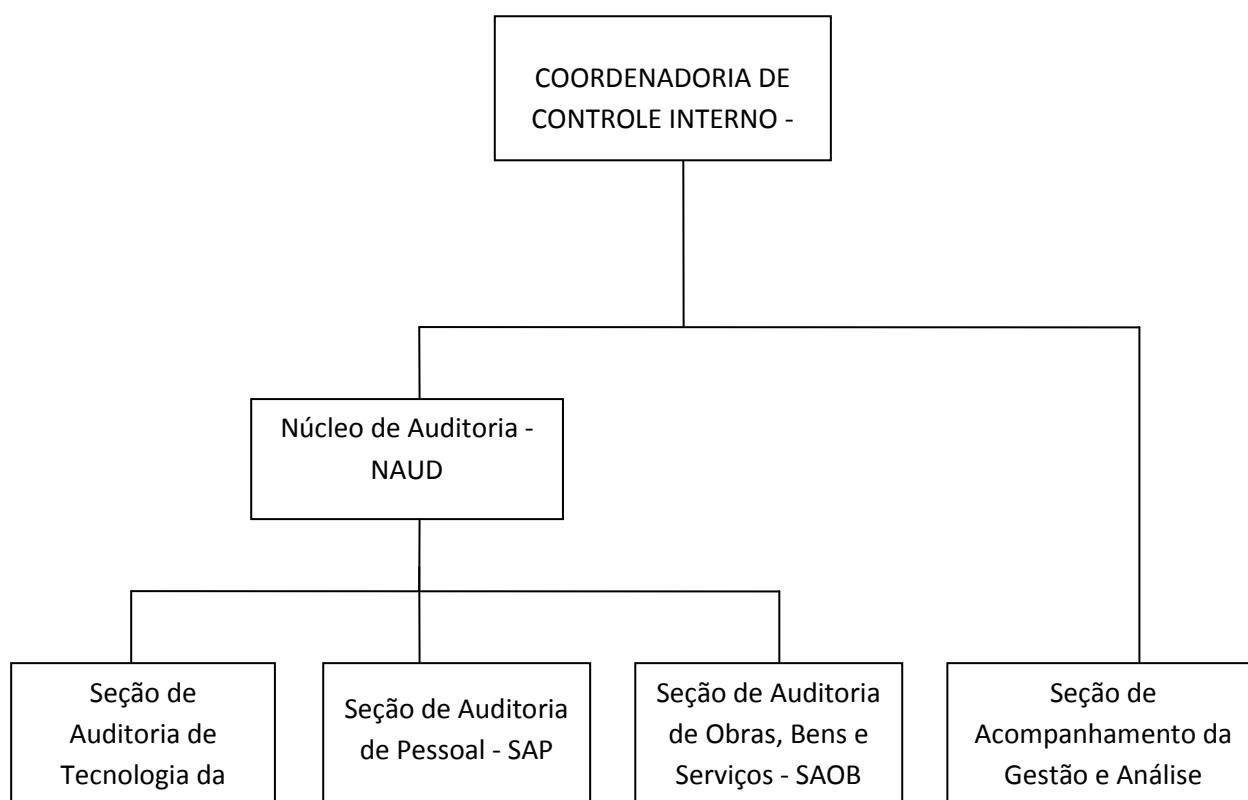 COORDENADORIA DE
CONTROLE INTERNO -
Núcleo de Auditoria -
NAUD
Seção de
Auditoria de
Tecnologia da
Seção de Auditoria
de Pessoal - SAP
Seção de Auditoria
de Obras, Bens e
Serviços - SAOB
Seção de
Acompanhamento da
Gestão e Análise